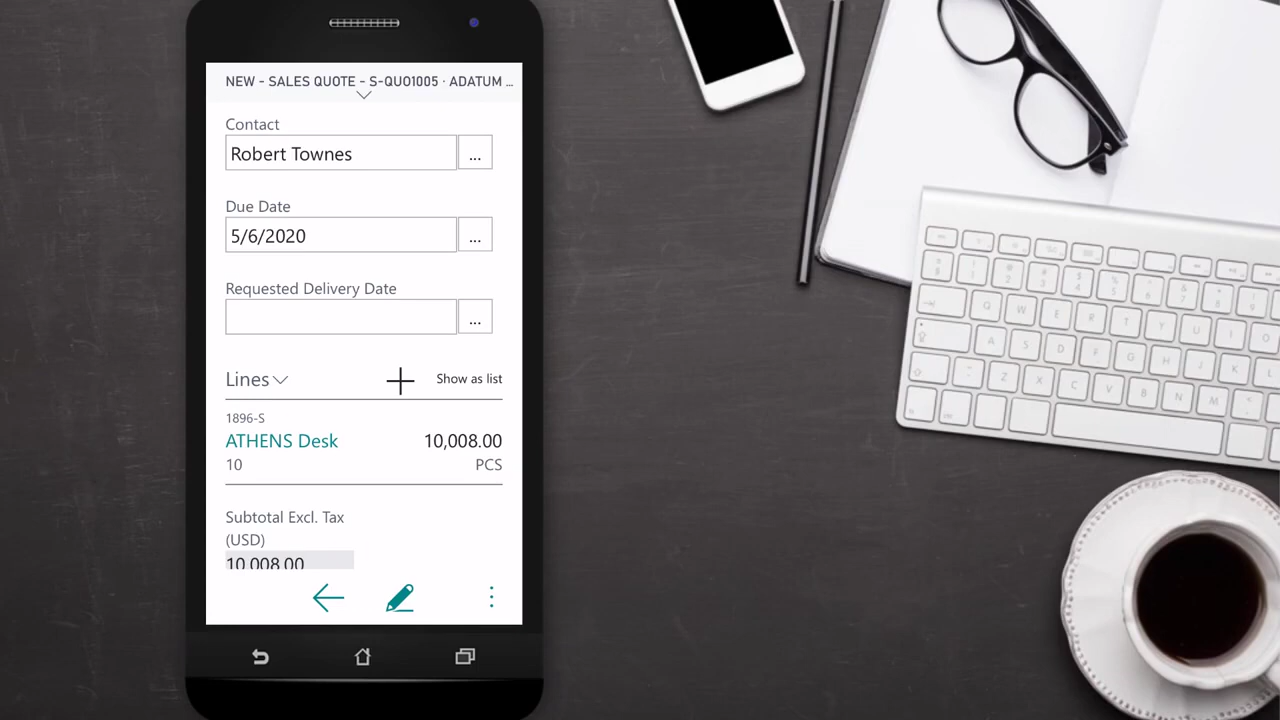 NEW - SALES QUOTE - S-QUO1005 · ADATUM ...
Contact
Robert Townes
...
Due Date
5/6/2020
...
Requested Delivery Date
...
Lines
Show as list
1896-S
ATHENS Desk
10,008.00
10
PCS
Subtotal Excl. Tax
(USD)
10,008.00
Q W E R T Y U I O
A S D F G H J K L
Z X C V B N M